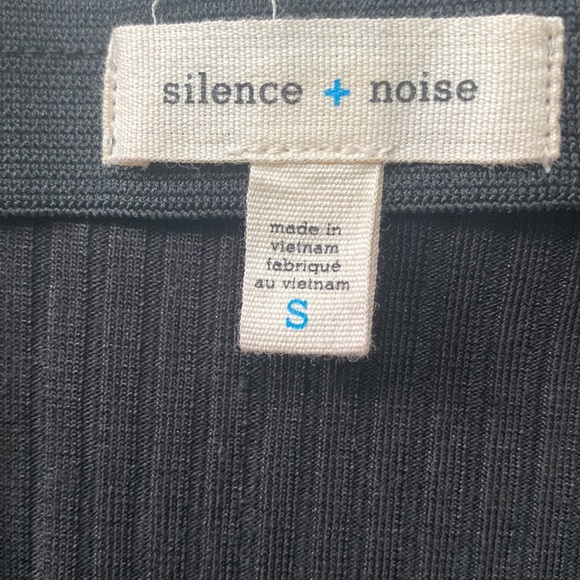 silence + noise
made in
vietnam
fabriqué
au vietnam
S